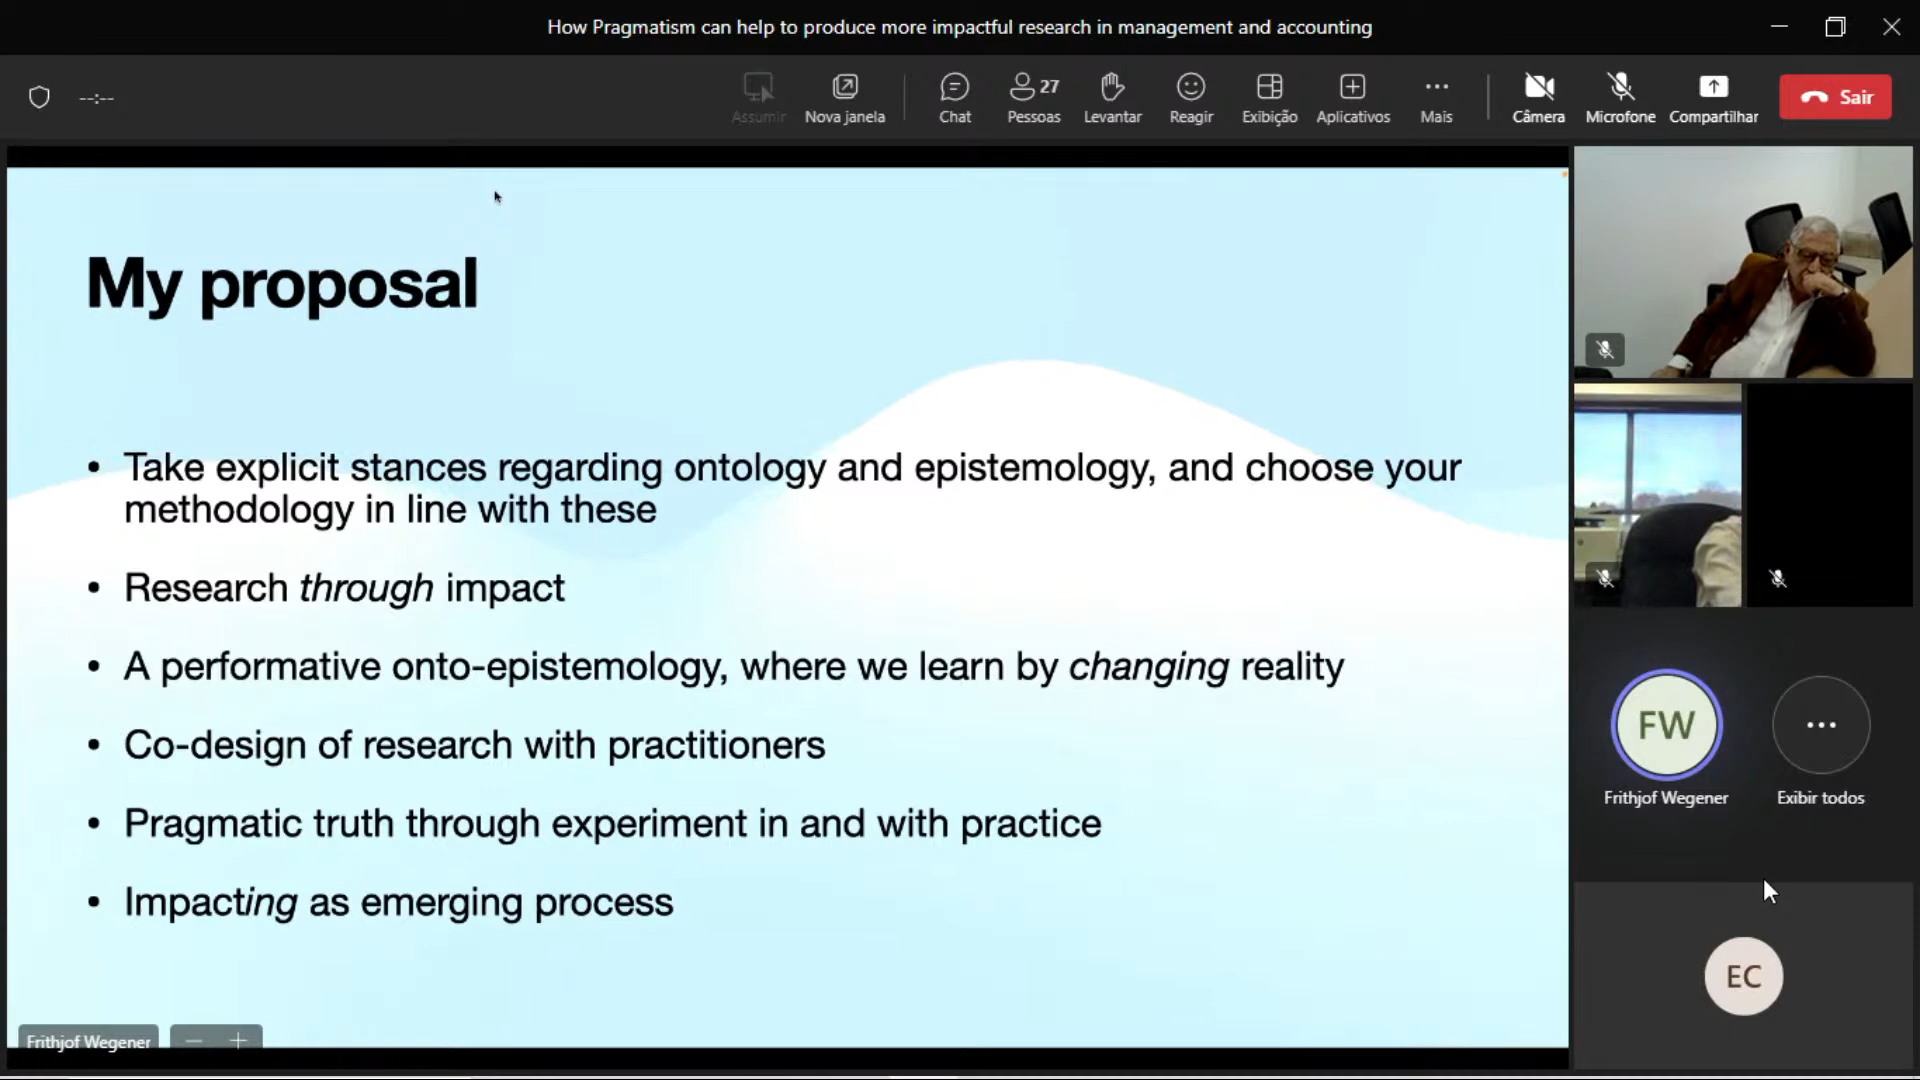 How Pragmatism can help to produce more impactful research in management and accounting
--:--
Assumir
Nova janela
Chat
27
Pessoas
Levantar
Reagir
Exibição
Aplicativos
Mais
Câmera
Microfone
Compartilhar
Sair
My proposal
• Take explicit stances regarding ontology and epistemology, and choose your
methodology in line with these
• Research through impact
• A performative onto-epistemology, where we learn by changing reality
• Co-design of research with practitioners
• Pragmatic truth through experiment in and with practice
• Impacting as emerging process
Frithjof Wegener
FW
Frithjof Wegener
Exibir todos
EC